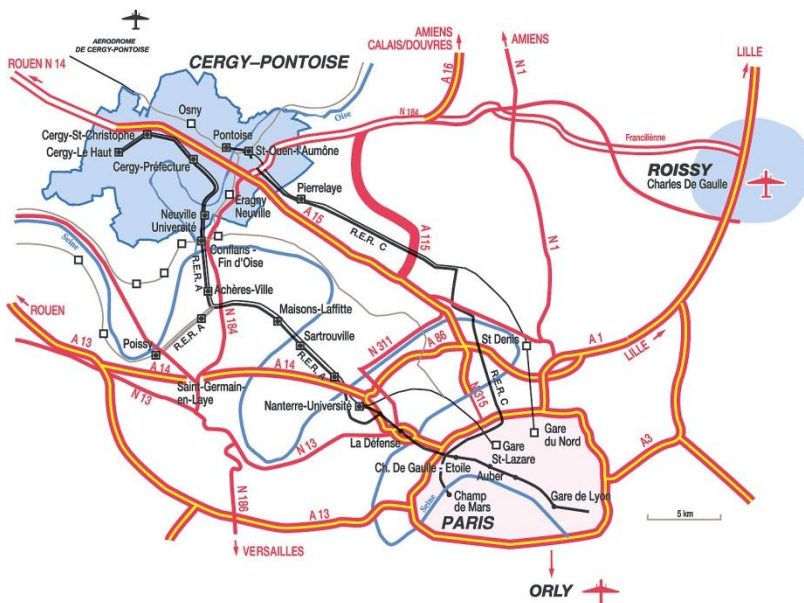 AERODROME
DE CERGY-PONTOISE
CERGY–PONTOISE
AMIENS
CALAIS/DOUVRES
AMIENS
LILLE
ROUEN N 14
A 16
N 1
Oise
Osny
N 184
Franciliènne
Cergy-St-Christophe
Pontoise
St-Ouen-l'Aumône
Cergy-Le Haut
Cergy-Préfecture
ROISSY
Charles De Gaulle
Pierrelaye
Eragny
Neuville
Neuville
Université
A 15
A 115
R.E.R. C
N 1
Seine
Conflans -
Fin d'Oise
R.E.R. A
Achères-Ville
ROUEN
Maisons-Laffitte
N 184
R.E.R. A
Sartrouville
N 311
A 86
St Denis
A 1
LILLE
A 13
Poissy
A 14
A 14
R.E.R. A
Saint-Germain-
en-Laye
N 13
N 315
R.E.R. C
Nanterre-Université
Gare
du Nord
N 13
La Défense
Gare
St-Lazare
A3
Ch. De Gaulle - Etoile
Auber
N 186
Champ
de Mars
Gare de Lyon
Seine
A 13
PARIS
5 km
VERSAILLES
ORLY